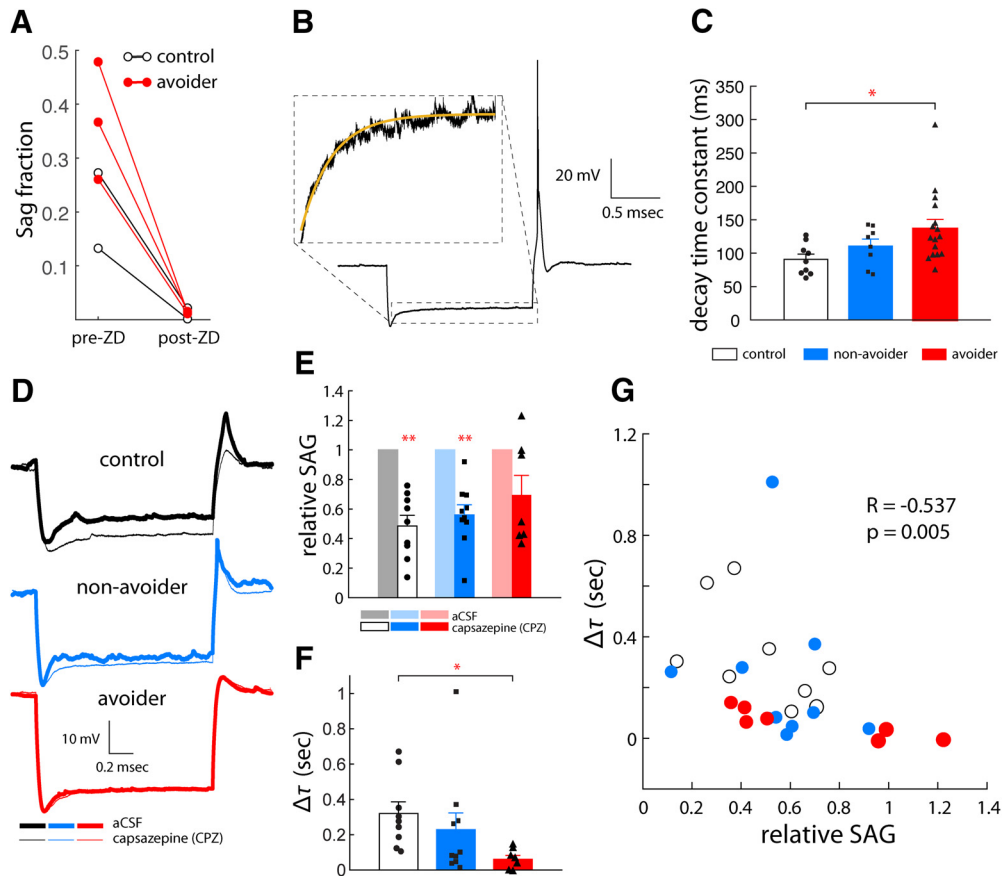 A
0.5
0.4
0.3
0.2
0.1
Sag fraction
pre-ZD
post-ZD
control
avoider
B
20 mV
0.5 msec
C
350
300
250
200
150
100
50
0
decay time constant (ms)
*
control
non-avoider
avoider
D
control
non-avoider
avoider
10 mV
0.2 msec
aCSF
capsazepine (CPZ)
E
1.4
1.2
1
0.8
0.6
0.4
0.2
0
relative SAG
**
**
aCSF
capsazepine (CPZ)
F
1
0.8
0.6
0.4
0.2
0
Δτ (sec)
*
G
1.2
0.8
0.4
0
Δτ (sec)
R = -0.537
p = 0.005
0
0.2
0.4
0.6
0.8
1
1.2
1.4
relative SAG